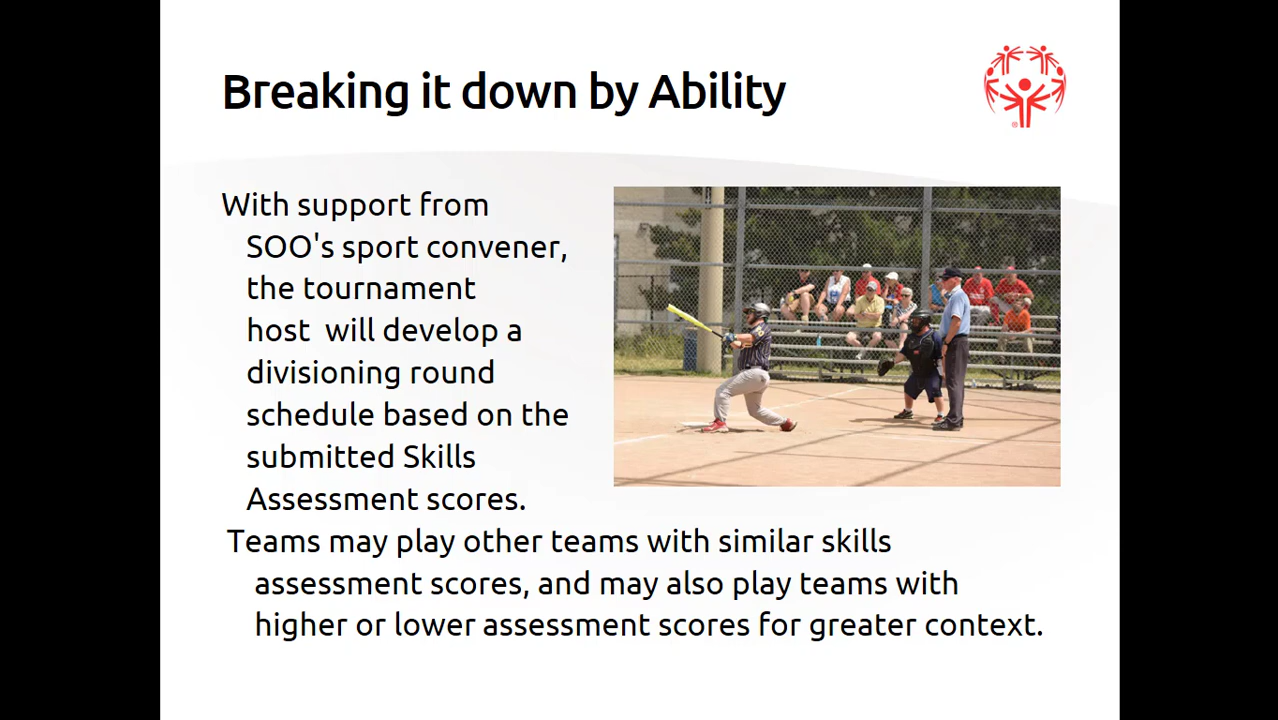 Breaking it down by Ability
With support from
SOO's sport convener,
the tournament
host  will develop a
divisioning round
schedule based on the
submitted Skills
Assessment scores.
Teams may play other teams with similar skills
assessment scores, and may also play teams with
higher or lower assessment scores for greater context.